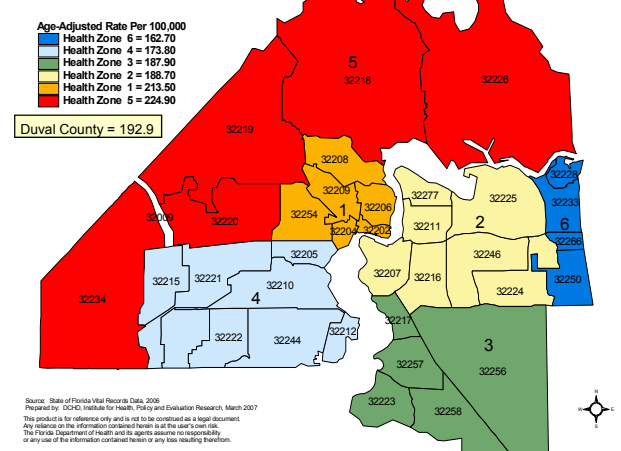 Age-Adjusted Rate Per 100,000
Health Zone 6 = 162.70
Health Zone 4 = 173.80
Health Zone 3 = 187.90
Health Zone 2 = 188.70
Health Zone 1 = 213.50
Health Zone 5 = 224.90
Duval County = 192.9
5
32218
32226
32219
32208
32228
32209
32277
32225
32233
32009
32220
32254
1
32206
2
6
32204
32202
32211
32266
32205
32246
32215
32221
32210
32207
32216
32224
32250
32234
4
32217
32222
32244
32212
3
32257
32256
32223
32258
Source: State of Florida Vital Records Data, 2006
Prepared by: DCHD, Institute for Health, Policy and Evaluation Research, March 2007
This product is for reference only and is not to be construed as a legal document.
Any reliance on the information contained herein is at the user's own risk.
The Florida Department of Health and its agents assume no responsibility
or any use of the information contained herein or any loss resulting therefrom.
N
W E
S